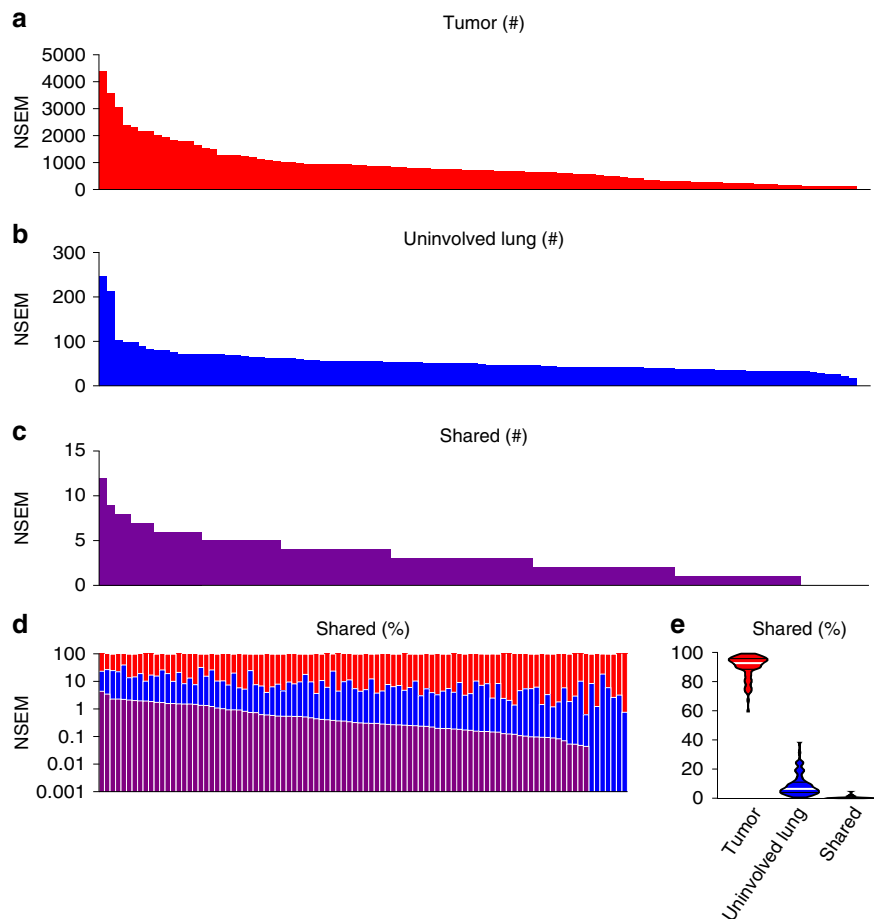 a
Tumor (#)
5000
4000
3000
2000
1000
0
NSEM
b
Uninvolved lung (#)
300
200
100
0
NSEM
c
Shared (#)
15
10
5
0
NSEM
d
Shared (%)
100
10
1
0.1
0.01
0.001
NSEM
e
Shared (%)
100
80
60
40
20
0
Tumor
Uninvolved lung
Shared